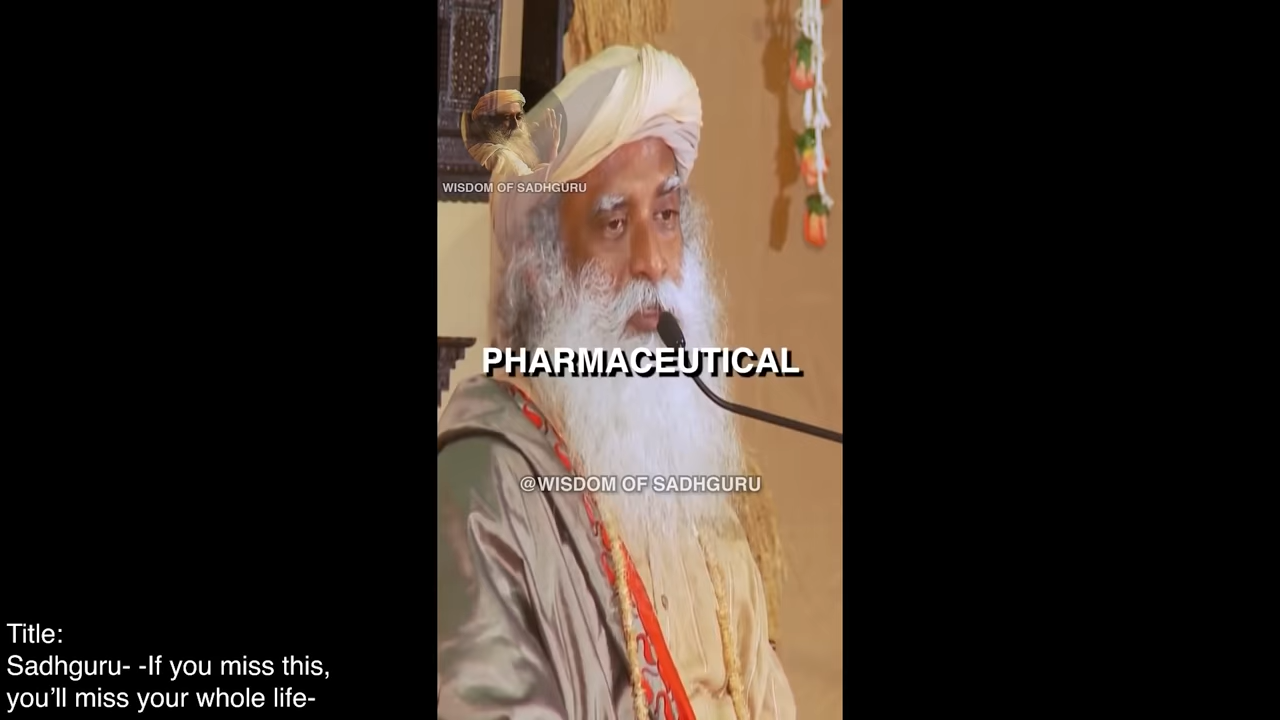 WISDOM OF SADHGURU
PHARMACEUTICAL
@WISDOM OF SADHGURU
Title:
Sadhguru- -If you miss this,
you’ll miss your whole life-